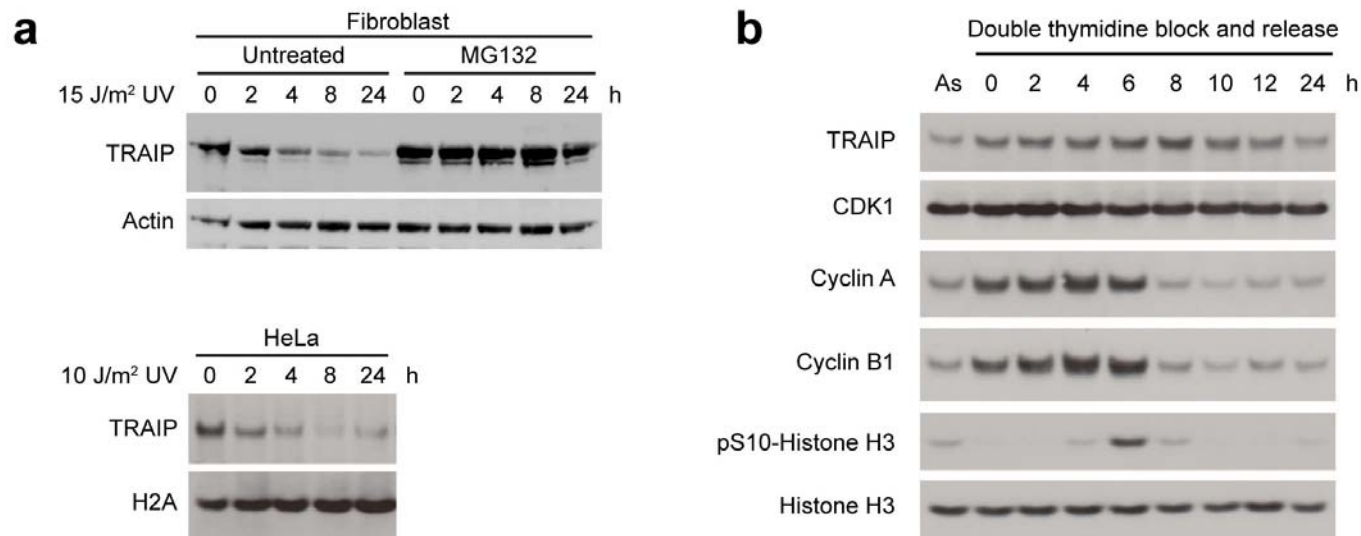 a
Fibroblast
Untreated MG132
15 J/m² UV 0 2 4 8 24 0 2 4 8 24 h
TRAIP
Actin
HeLa
10 J/m² UV 0 2 4 8 24 h
TRAIP
H2A
b
Double thymidine block and release
As 0 2 4 6 8 10 12 24 h
TRAIP
CDK1
Cyclin A
Cyclin B1
pS10-Histone H3
Histone H3